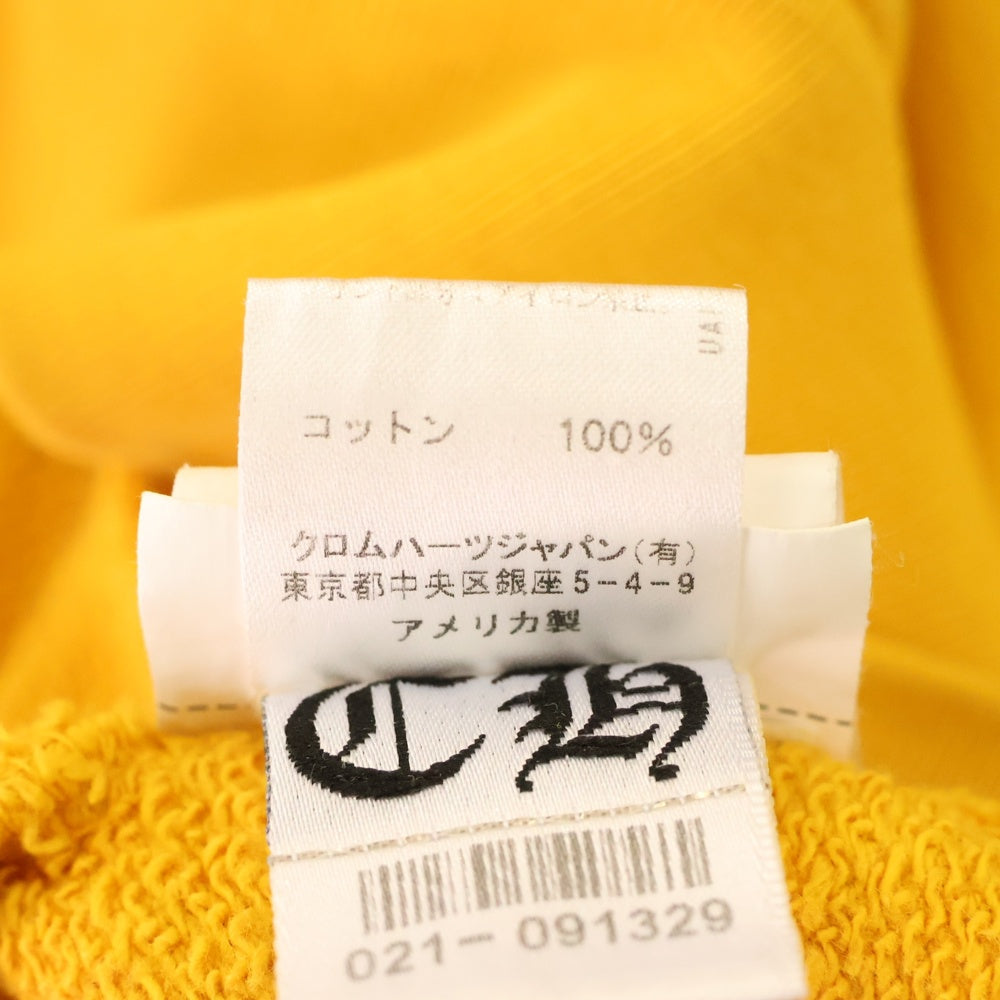 UA
コットン 100%
クロムハーツジャパン(有)
東京都中央区銀座5-4-9
アメリカ製
CH
021-091329